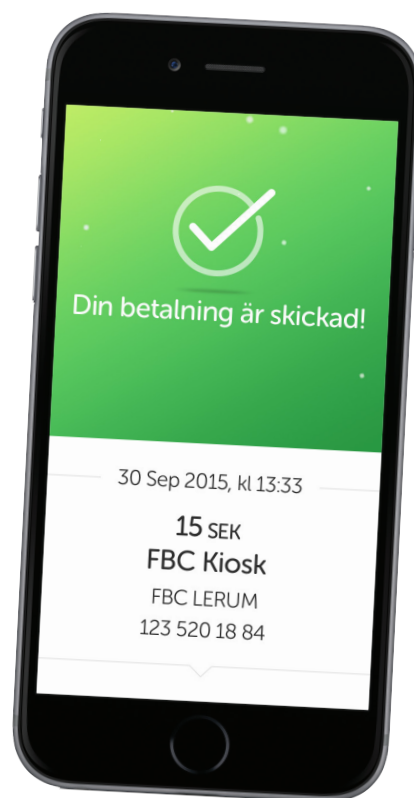 Din betalning är skickad!
30 Sep 2015, kl 13:33
15 SEK
FBC Kiosk
FBC LERUM
123 520 18 84